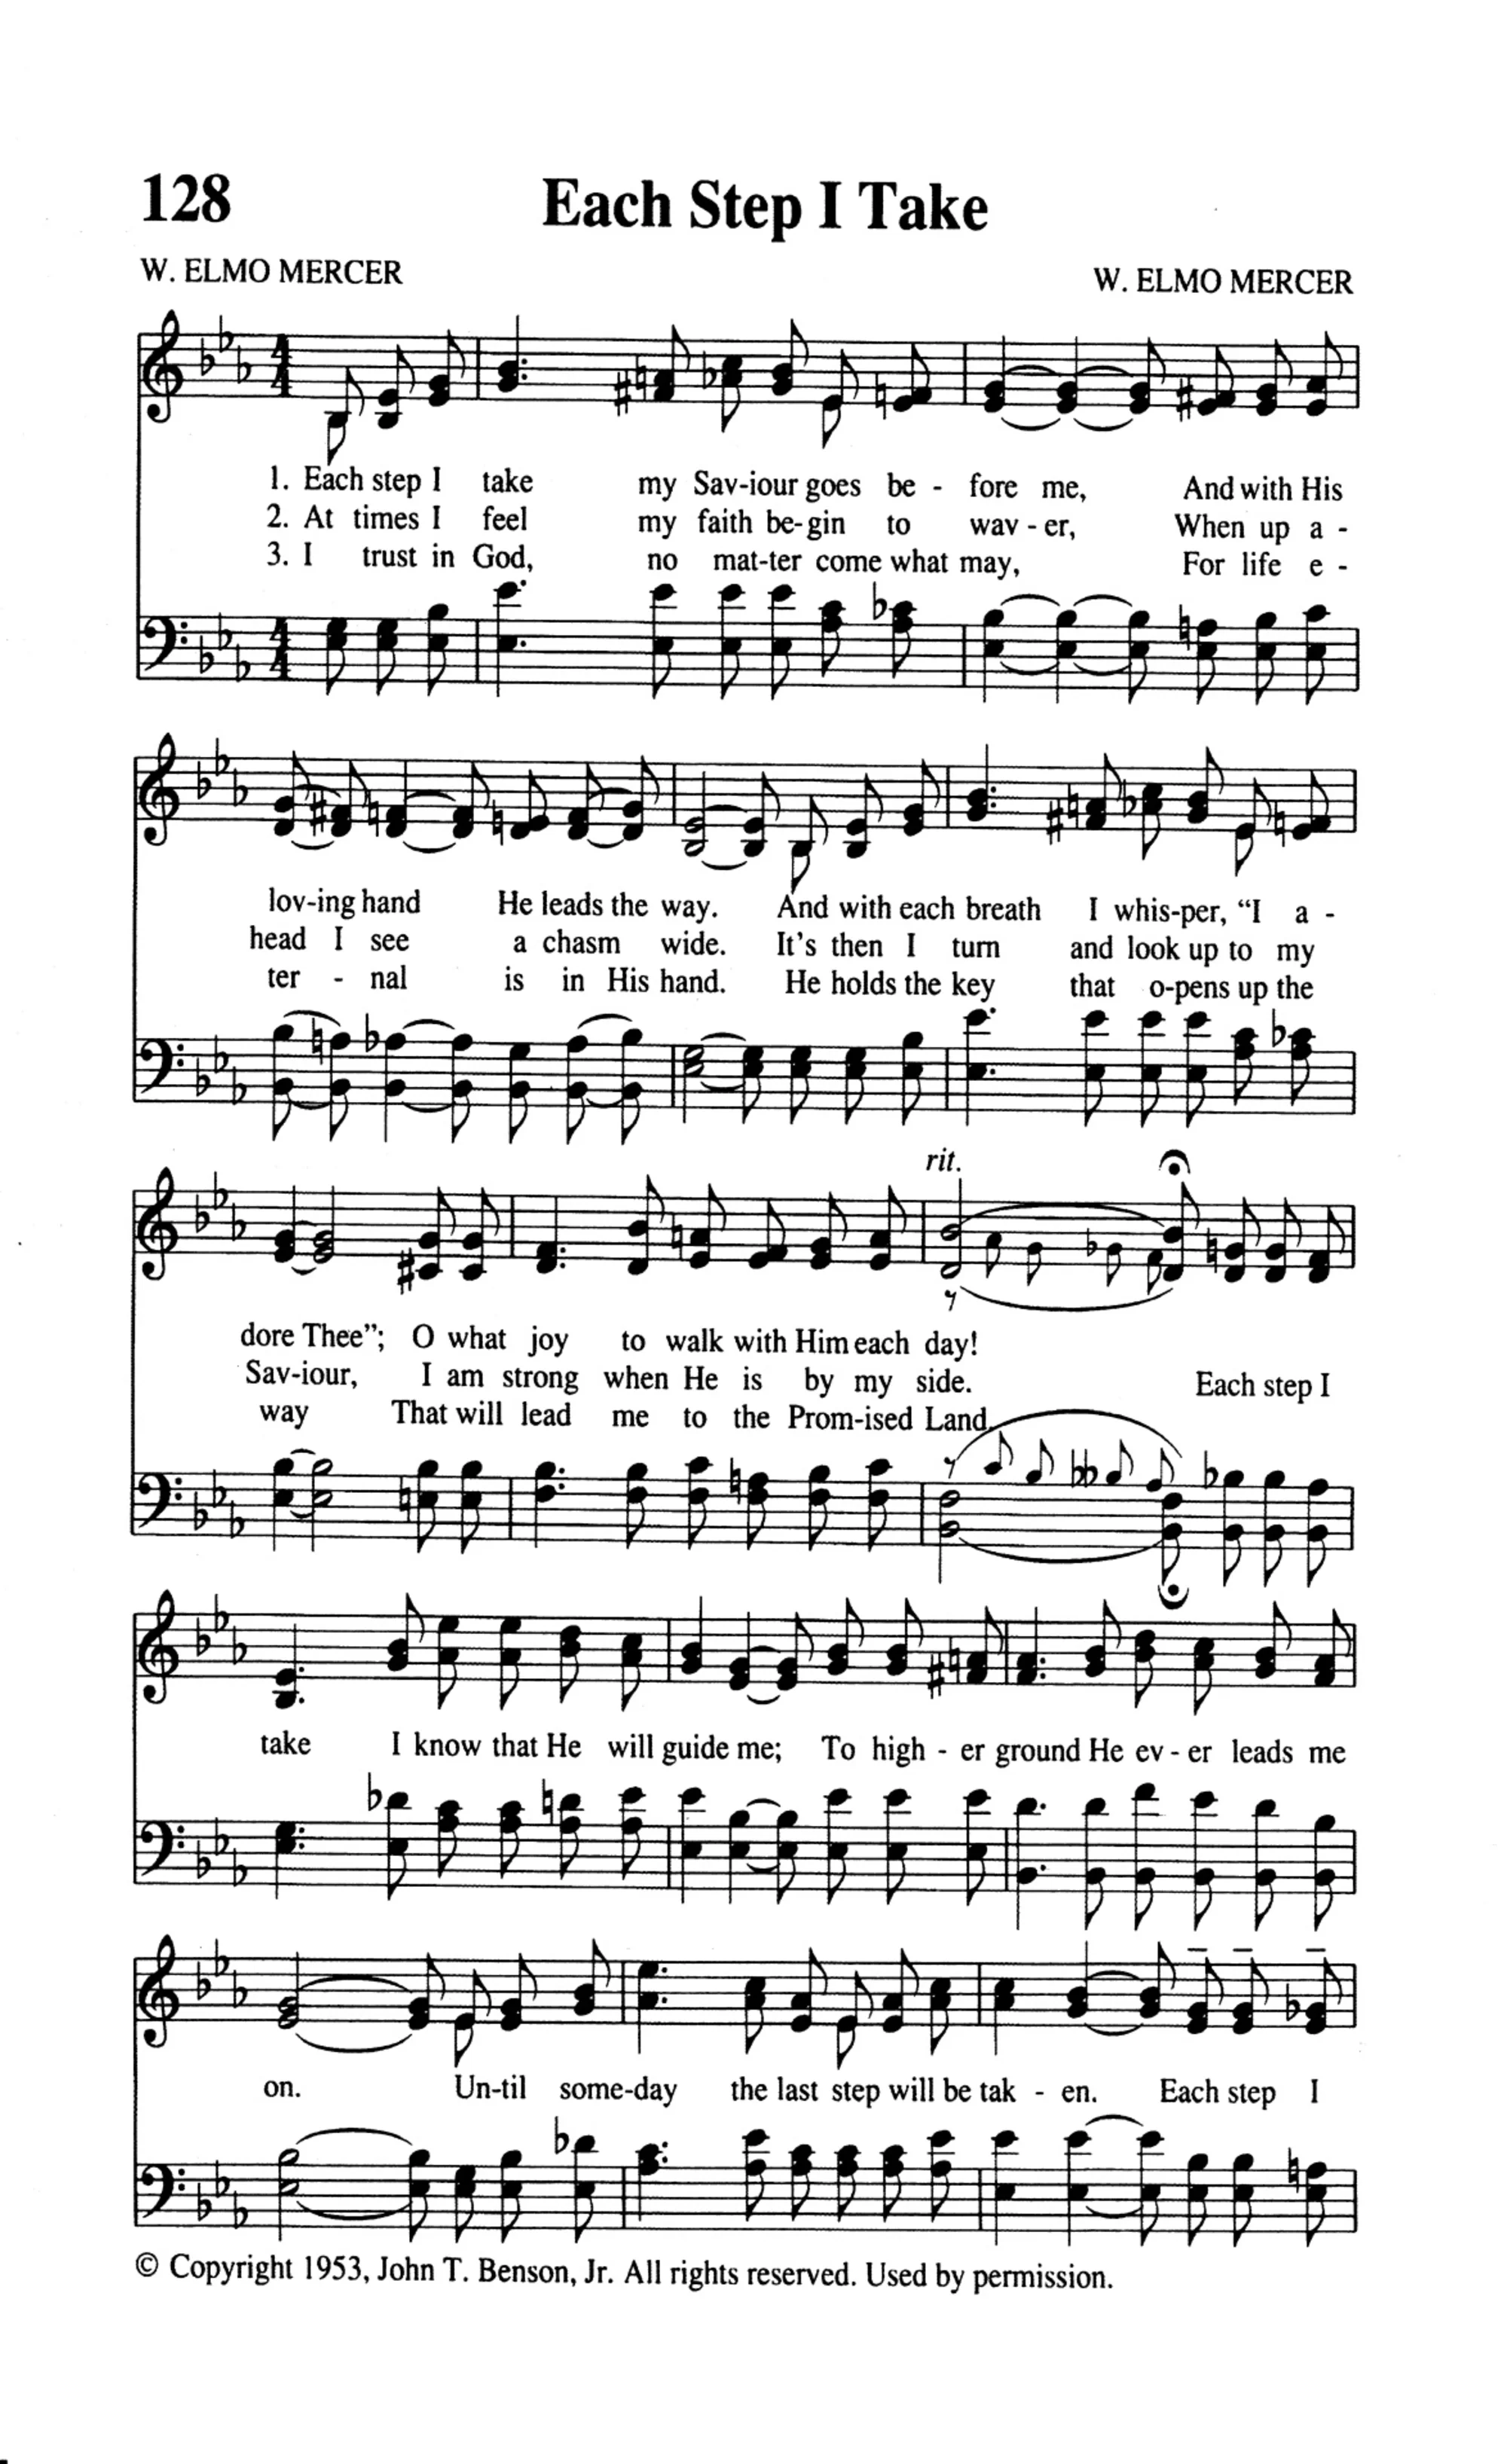 128 Each Step I Take
W. ELMO MERCER W. ELMO MERCER
1. Each step I take my Sav-iour goes be - fore me, And with His
2. At times I feel my faith be-gin to wav - er, When up a -
3. I trust in God, no mat-ter come what may, For life e -
lov-ing hand He leads the way. And with each breath I whis-per, “I a -
head I see a chasm wide. It's then I turn and look up to my
ter - nal is in His hand. He holds the key that o-pens up the
rit.
dore Thee”; O what joy to walk with Him each day!
Sav-iour, I am strong when He is by my side. Each step I
way That will lead me to the Prom-ised Land.
take I know that He will guide me; To high - er ground He ev - er leads me
on. Un-til some-day the last step will be tak - en. Each step I
© Copyright 1953, John T. Benson, Jr. All rights reserved. Used by permission.